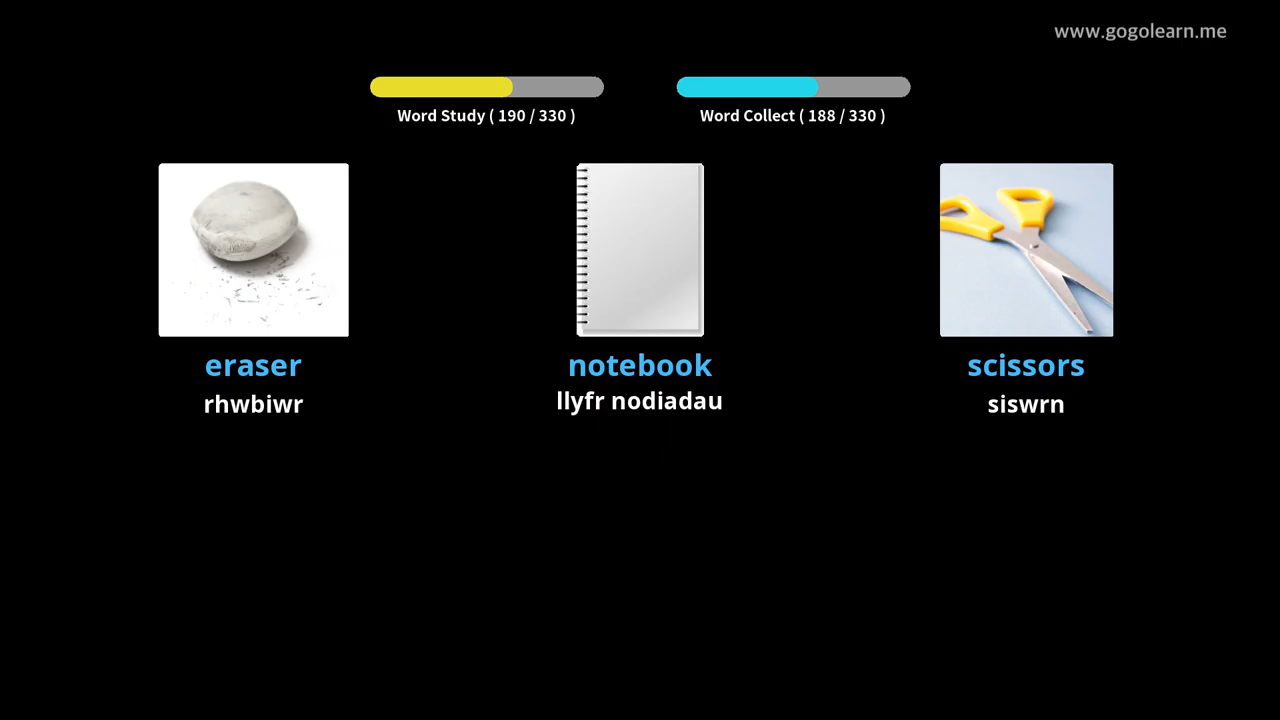 www.gogolearn.me
Word Study ( 190 / 330 )
Word Collect ( 188 / 330 )
eraser
rhwbiwr
notebook
llyfr nodiadau
scissors
siswrn